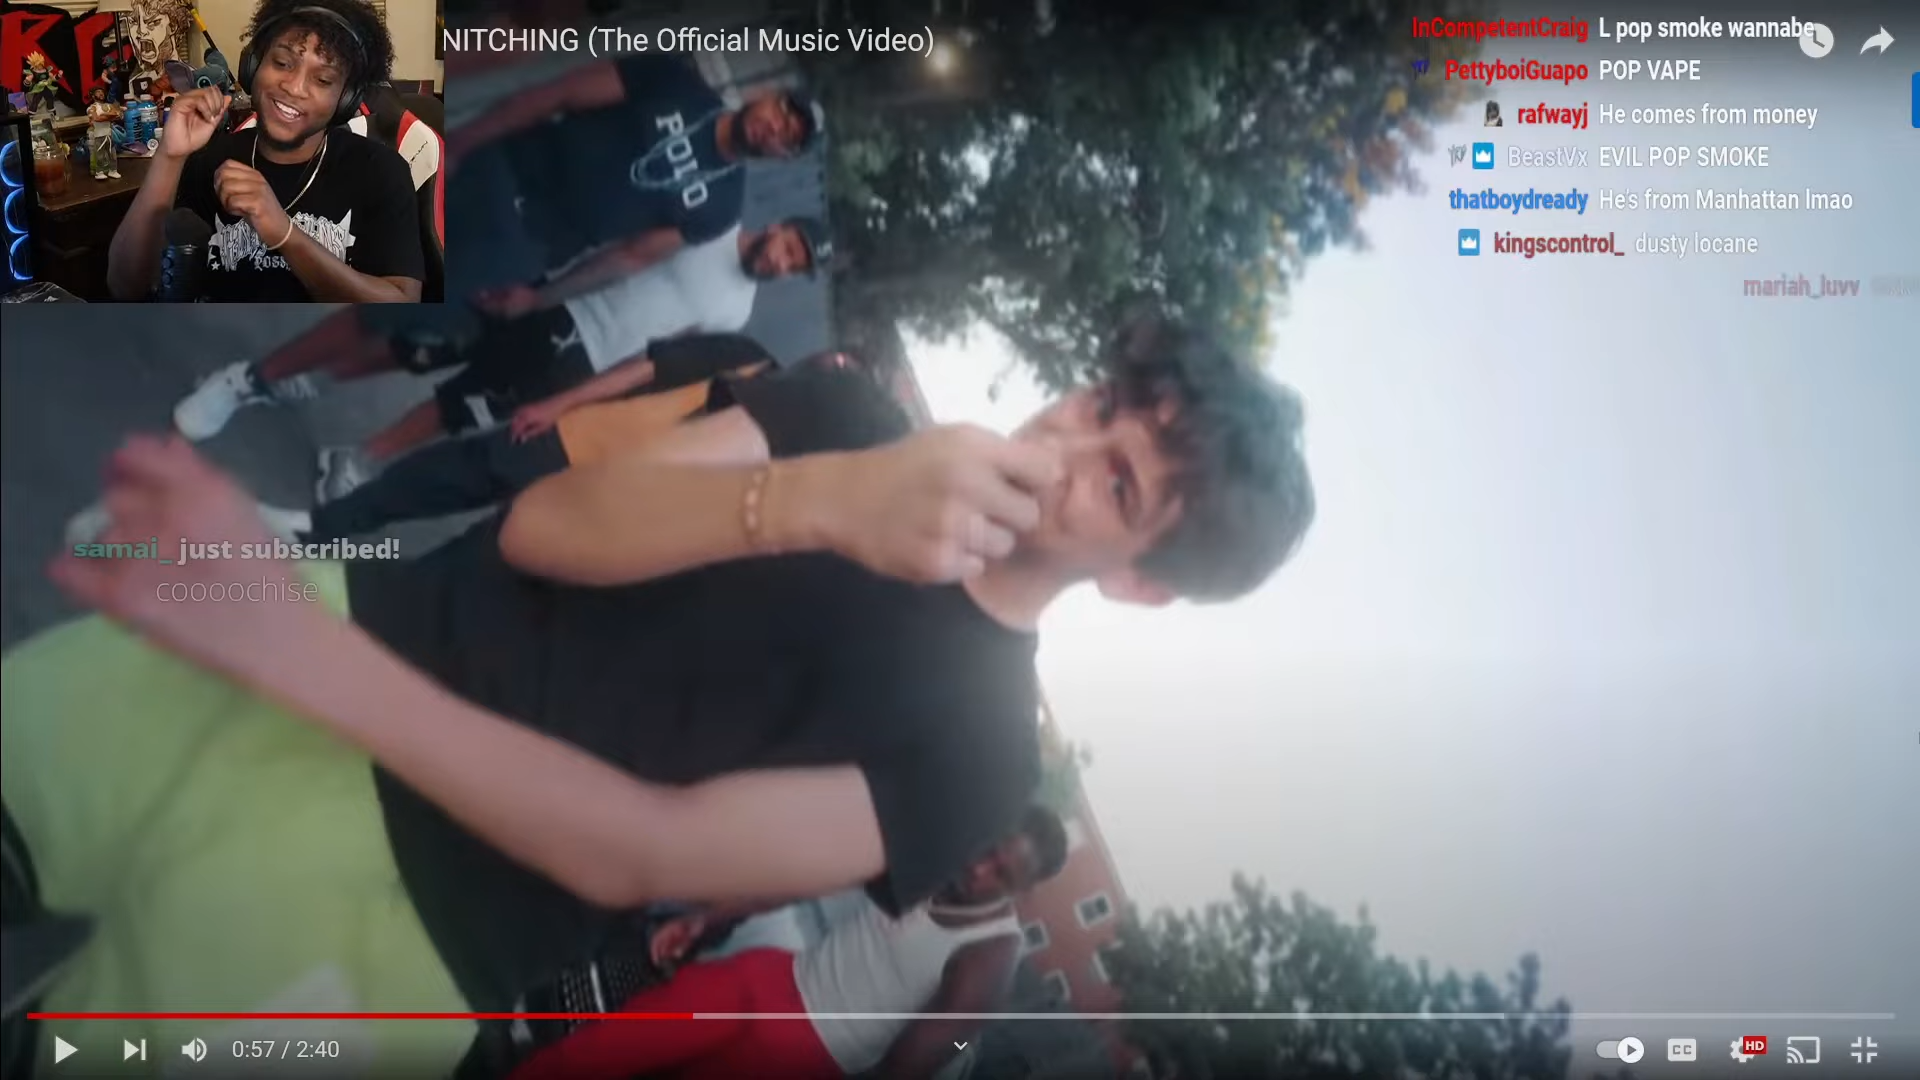 NITCHING (The Official Music Video)
InCompetentCraig L pop smoke wannabe
PettyboiGuapo POP VAPE
rafwayj He comes from money
BeastVx EVIL POP SMOKE
thatboydready He's from Manhattan lmao
kingscontrol_ dusty locane
mariah_luvv
POLO
samai_ just subscribed!
coooochise
0:57 / 2:40
CC
HD